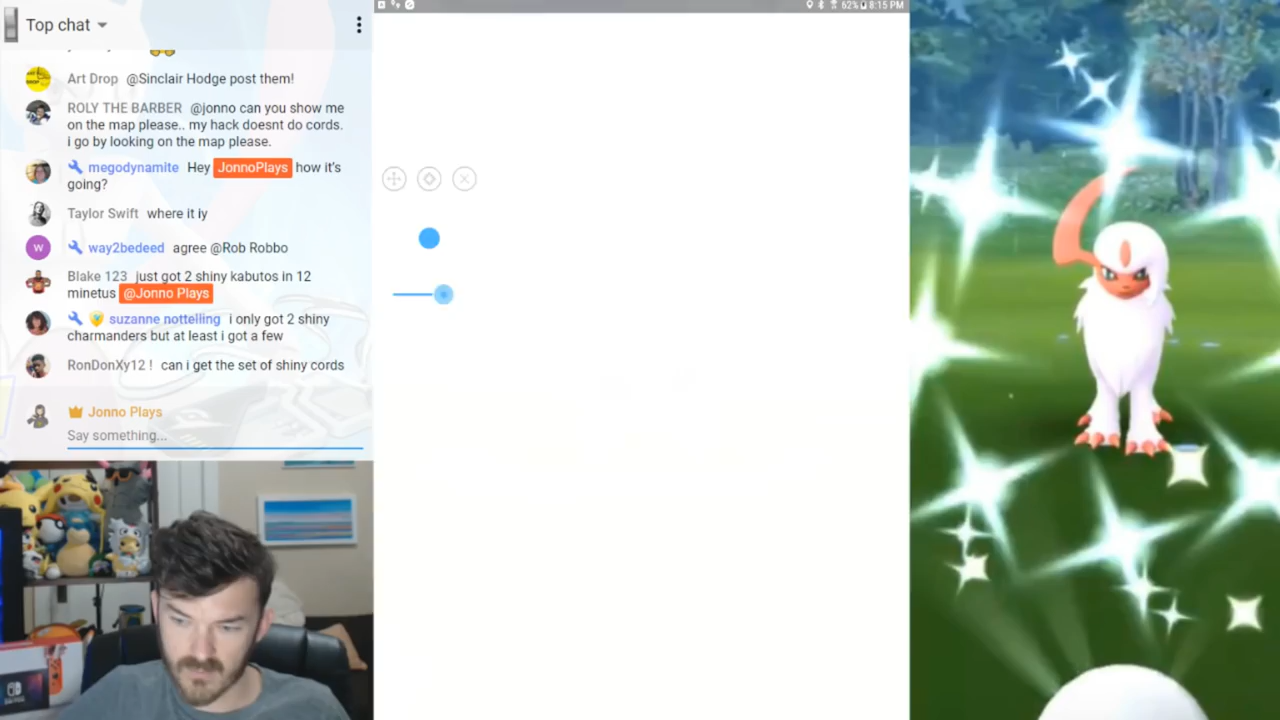 Top chat
Art Drop @Sinclair Hodge post them!
ROLY THE BARBER @jonno can you show me
on the map please.. my hack doesnt do cords.
i go by looking on the map please.
megodynamite Hey JonnoPlays how it's
going?
Taylor Swift where it iy
W way2bedeed agree @Rob Robbo
Blake 123 just got 2 shiny kabutos in 12
minetus @Jonno Plays
suzanne nottelling i only got 2 shiny
charmanders but at least i got a few
RonDonXy12 ! can i get the set of shiny cords
Jonno Plays
Say something...
62% 8:15 PM